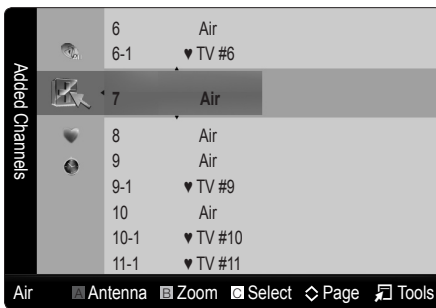 Added Channels
6 Air
6-1 ♥ TV #6
7 Air
8 Air
9 Air
9-1 ♥ TV #9
10 Air
10-1 ♥ TV #10
11-1 ♥ TV #11
Air A Antenna B Zoom C Select Page Tools